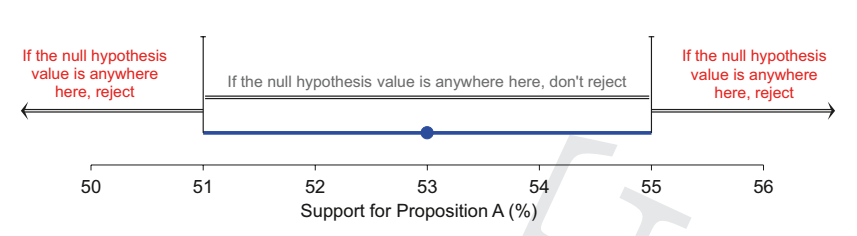 If the null hypothesis
value is anywhere
here, reject
If the null hypothesis value is anywhere here, don't reject
If the null hypothesis
value is anywhere
here, reject
50 51 52 53 54 55 56
Support for Proposition A (%)